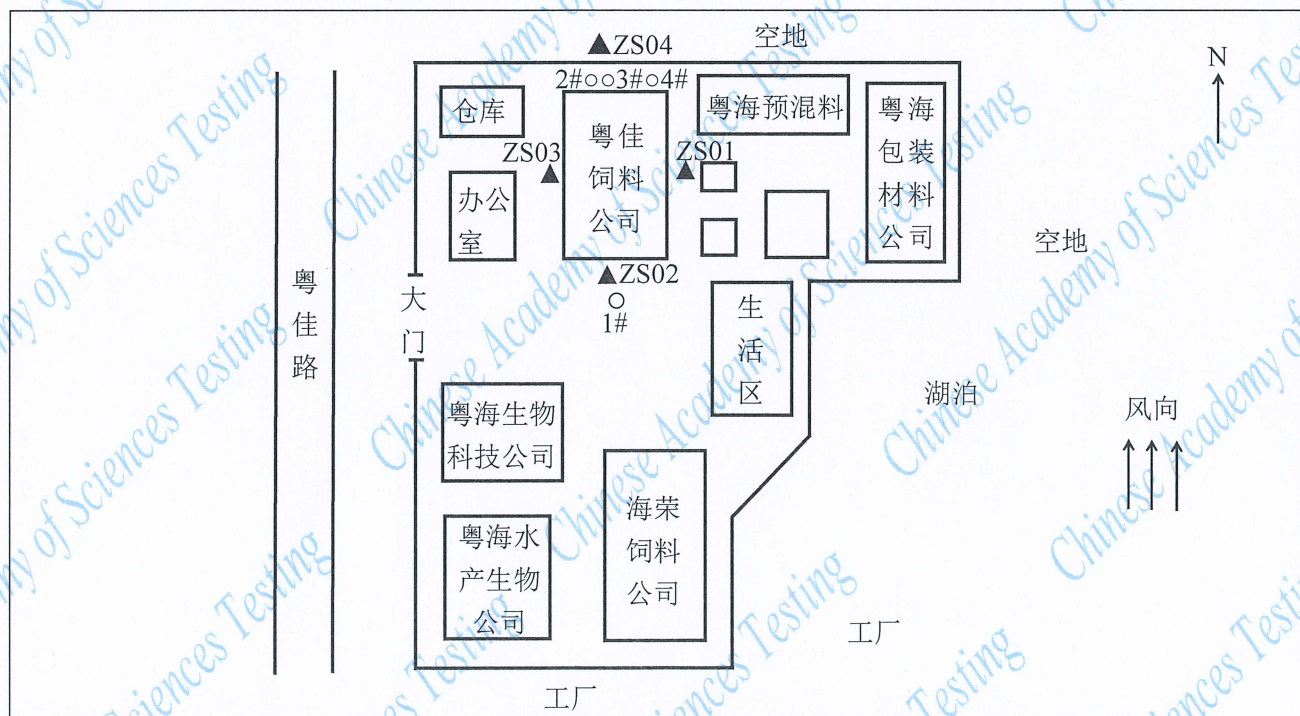 ▲ZS04
空地
N
2#○○3#○4#
仓库
粤佳
饲料
公司
粤海预混料
粤海
包装
材料
公司
ZS03
▲
ZS01
▲
办公
室
空地
▲ZS02
○
1#
大
门
粤
佳
路
生
活
区
湖泊
风向
粤海生物
科技公司
海荣
饲料
公司
粤海水
产生物
公司
工厂
工厂
Chinese Academy of Sciences Testing